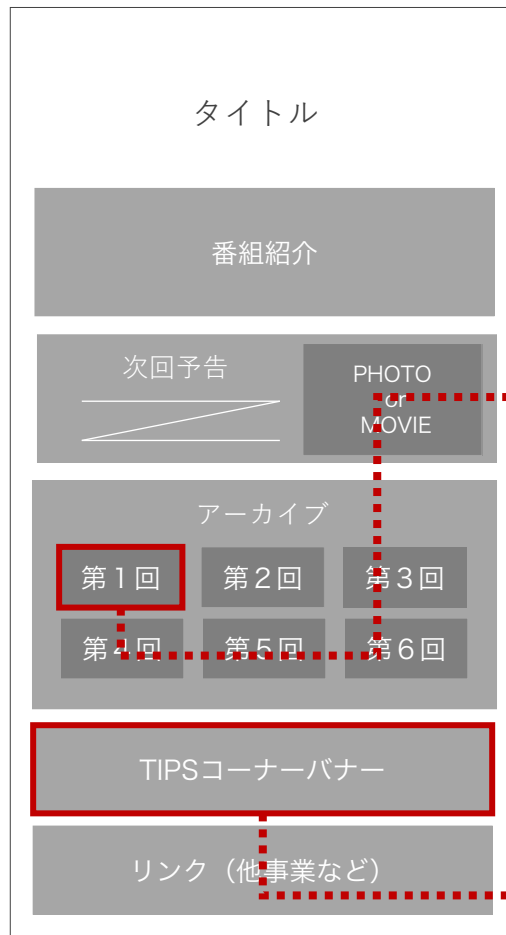 タイトル
番組紹介
次回予告
PHOTO
or
MOVIE
アーカイブ
第1回
第2回
第3回
第4回
第5回
第6回
TIPSコーナーバナー
リンク（他事業など）